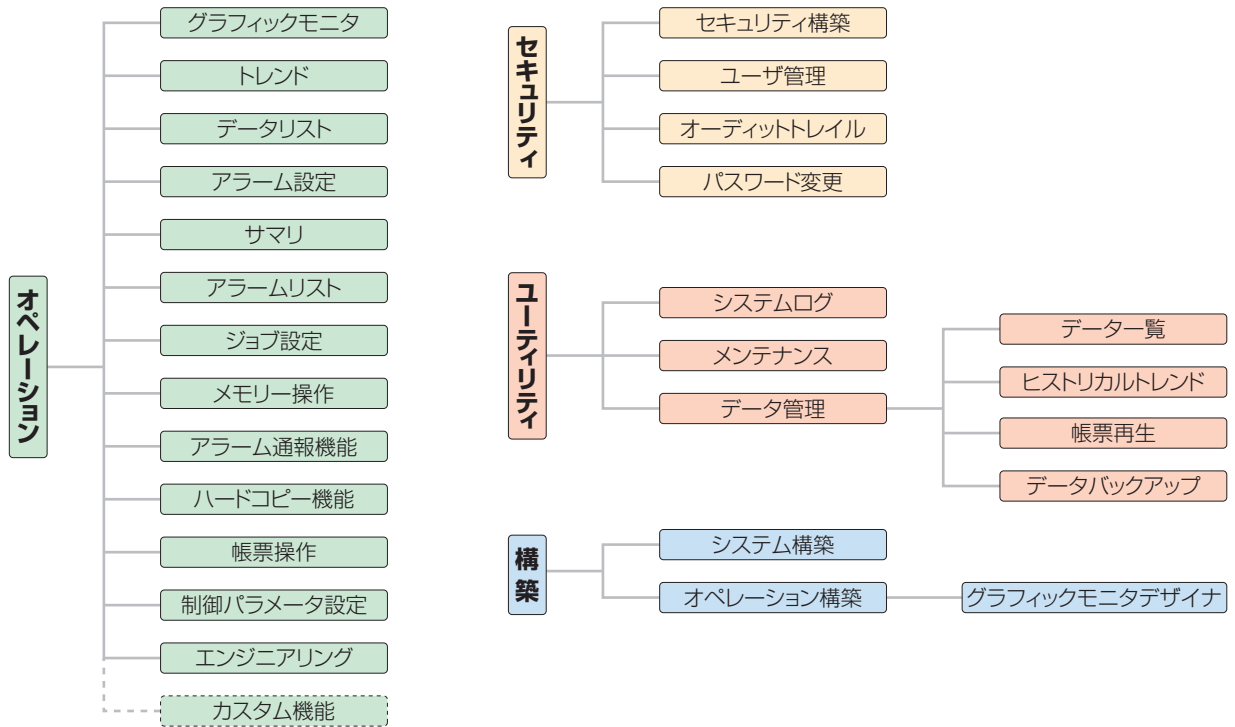 オペレーション
グラフィックモニタ
トレンド
データリスト
アラーム設定
サマリ
アラームリスト
ジョブ設定
メモリー操作
アラーム通報機能
ハードコピー機能
帳票操作
制御パラメータ設定
エンジニアリング
カスタム機能
セキュリティ
セキュリティ構築
ユーザ管理
オーディットトレイル
パスワード変更
ユーティリティ
システムログ
メンテナンス
データ管理
データ一覧
ヒストリカルトレンド
帳票再生
データバックアップ
構築
システム構築
オペレーション構築
グラフィックモニタデザイナ